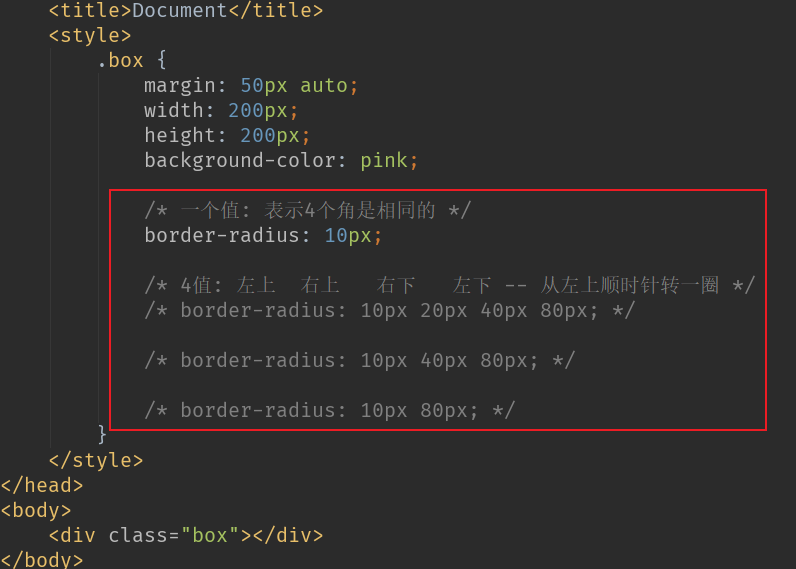 <title>Document</title>
<style>
.box {
margin: 50px auto;
width: 200px;
height: 200px;
background-color: pink;
/* 一个值: 表示4个角是相同的 */
border-radius: 10px;
/* 4值: 左上 右上 右下 左下 -- 从左上顺时针转一圈 */
/* border-radius: 10px 20px 40px 80px; */
/* border-radius: 10px 40px 80px; */
/* border-radius: 10px 80px; */
}
</style>
</head>
<body>
<div class="box"></div>
</body>